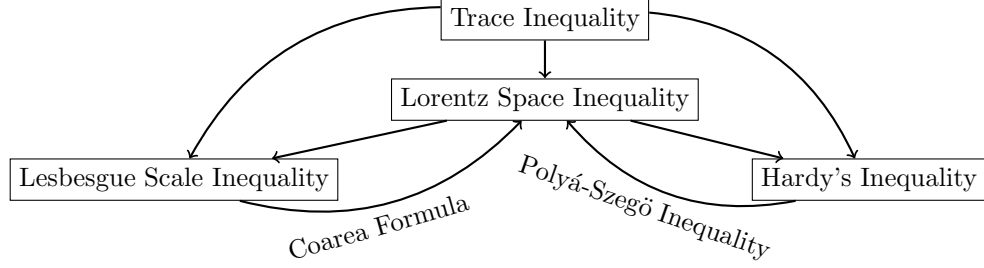 Trace Inequality
Lorentz Space Inequality
Lesbesgue Scale Inequality
Hardy's Inequality
Coarea Formula
Polyá-Szegö Inequality